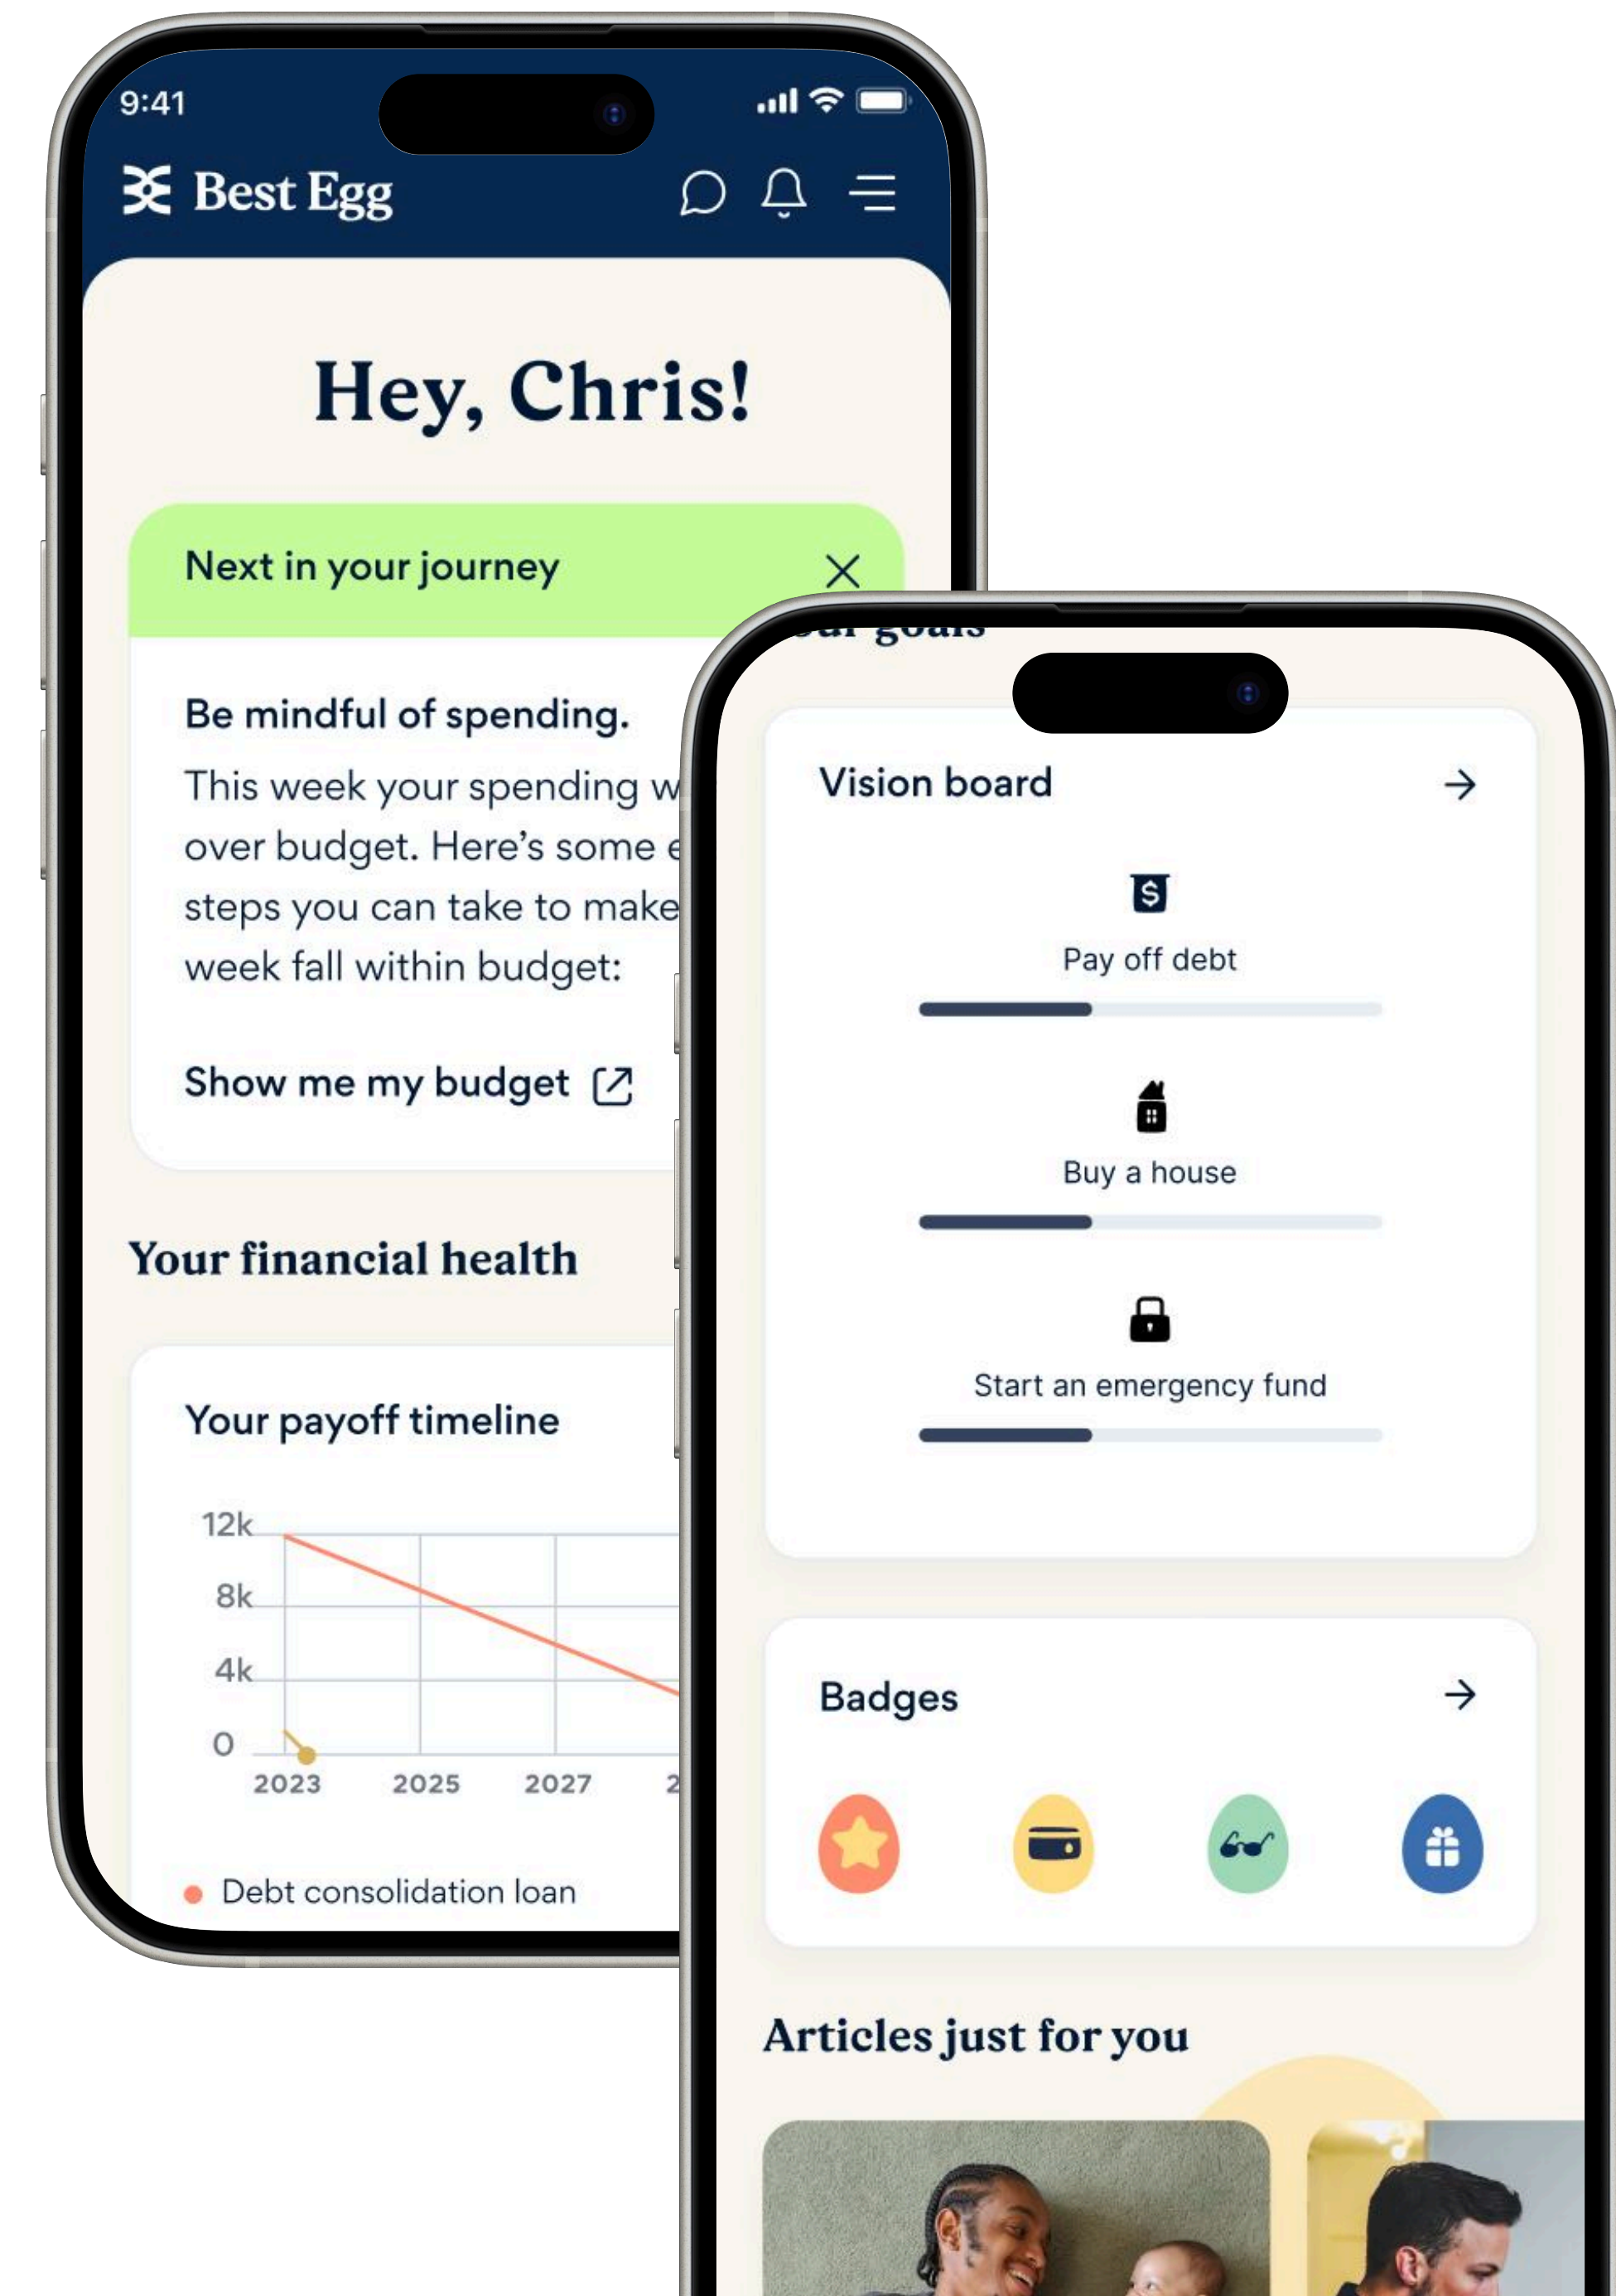 9:41
Best Egg
Hey, Chris!
Next in your journey
Be mindful of spending.
This week your spending
over budget. Here's some
steps you can take to make
week fall within budget:
Show me my budget
Your financial health
Your payoff timeline
12k
8k
4k
0
2023 2025 2027
Debt consolidation loan
goals
Vision board
$
Pay off debt
Buy a house
Start an emergency fund
Badges
Articles just for you